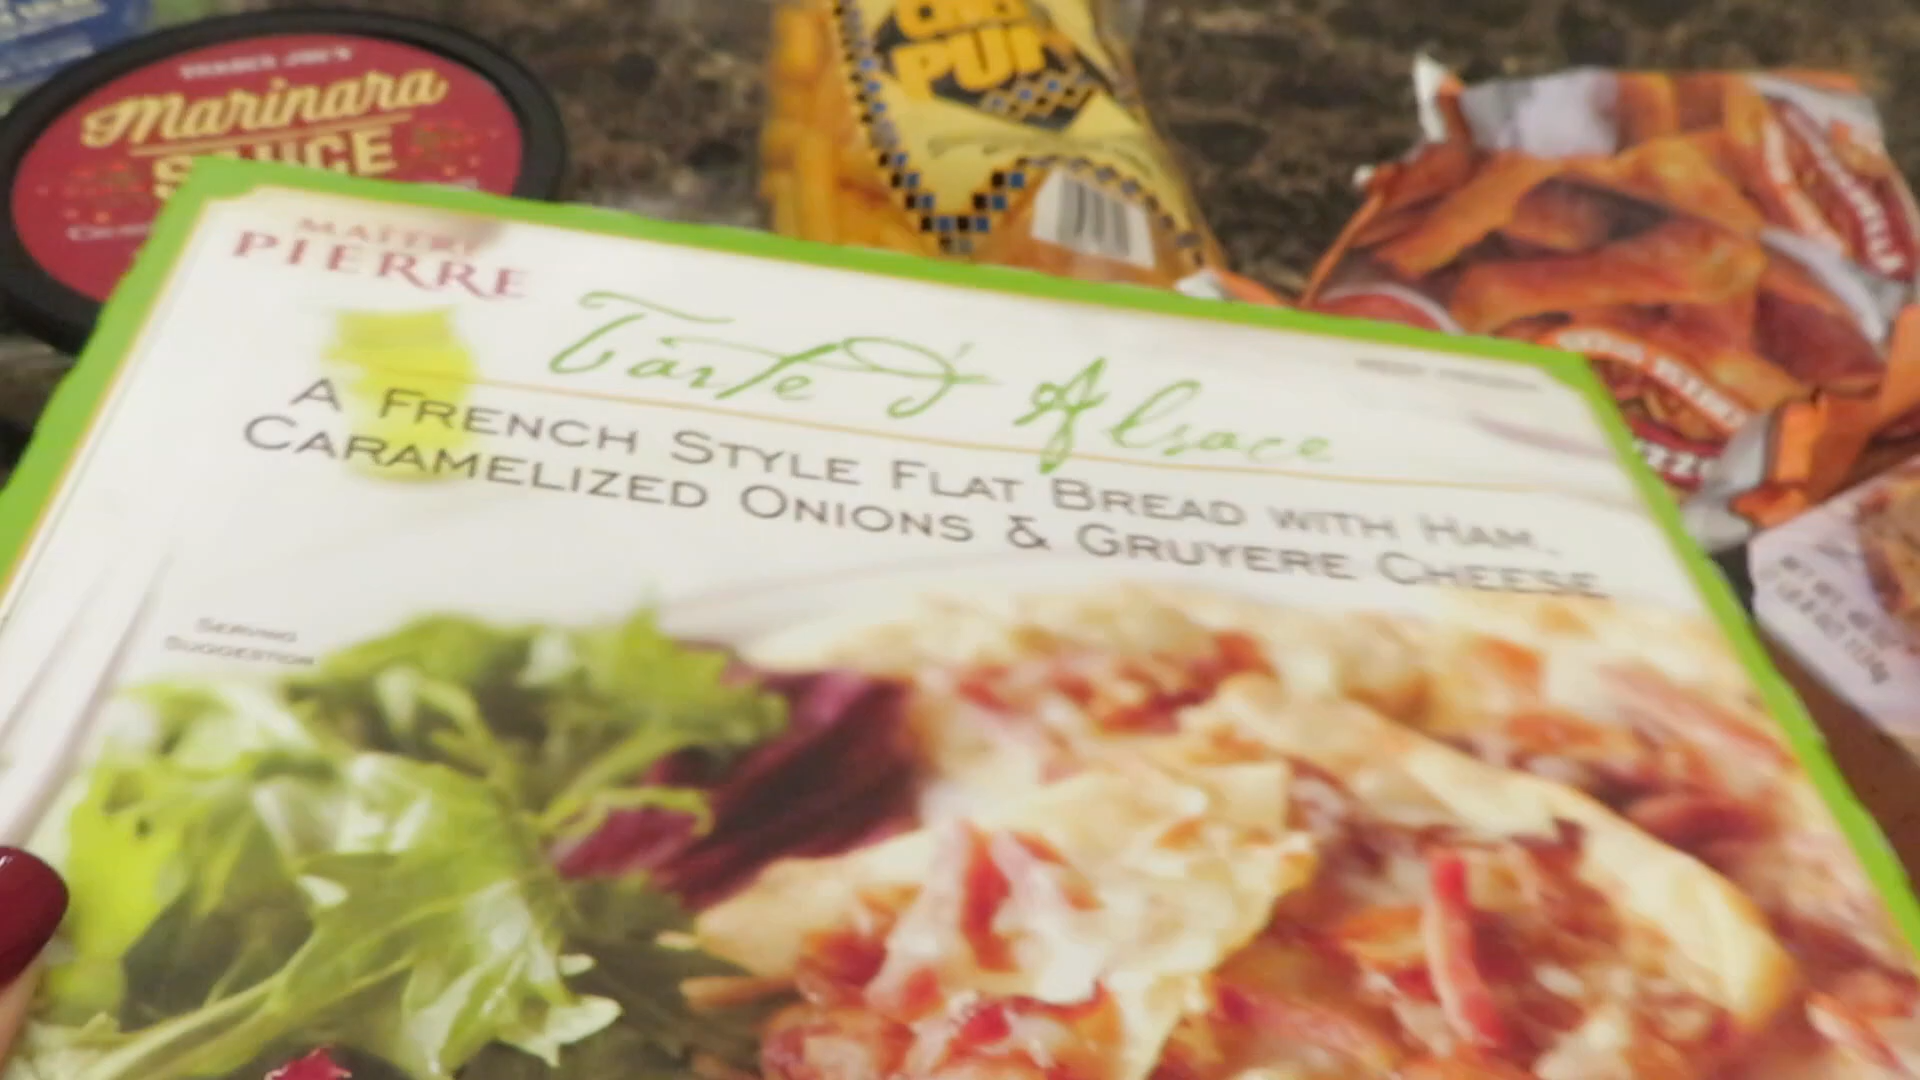 TRADER JOE'S
Marinara
SAUCE
PUF
MAITRE
PIERRE
Tarte d'Alsace
A FRENCH STYLE FLAT BREAD WITH HAM,
CARAMELIZED ONIONS & GRUYERE CHEESE
SERVING
SUGGESTION